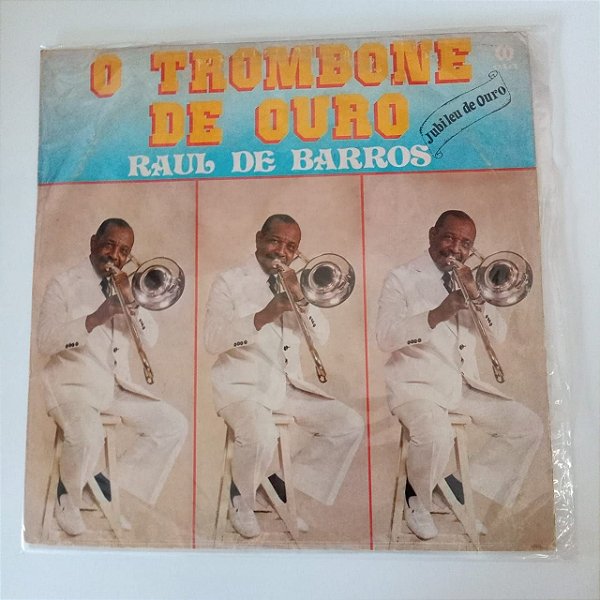 O TROMBONE
DE OURO
Jubileu de Ouro
RAUL DE BARROS